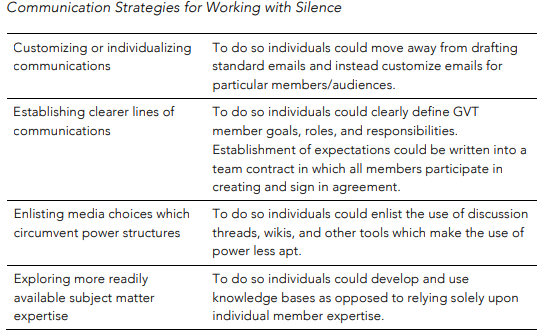 Communication Strategies for Working with Silence
Customizing or individualizing
communications
To do so individuals could move away from drafting
standard emails and instead customize emails for
particular members/audiences.
Establishing clearer lines of
communications
To do so individuals could clearly define GVT
member goals, roles, and responsibilities.
Establishment of expectations could be written into a
team contract in which all members participate in
creating and sign in agreement.
Enlisting media choices which
circumvent power structures
To do so individuals could enlist the use of discussion
threads, wikis, and other tools which make the use of
power less apt.
Exploring more readily
available subject matter
expertise
To do so individuals could develop and use
knowledge bases as opposed to relying solely upon
individual member expertise.